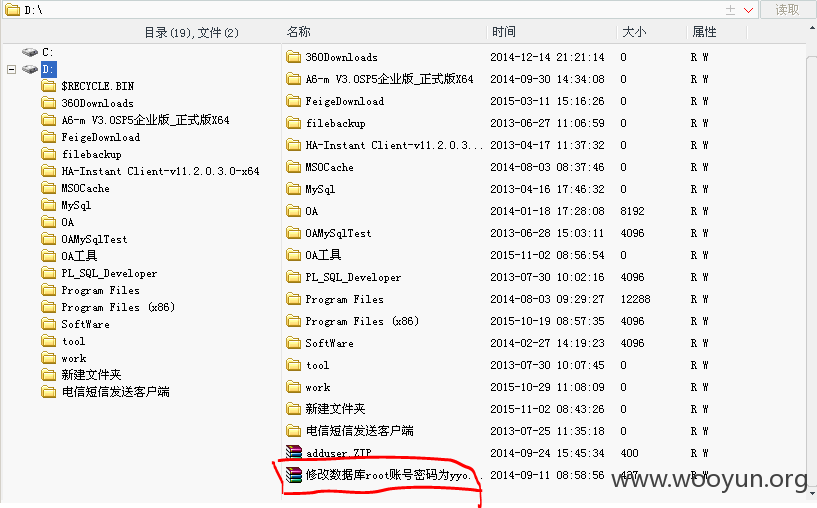 D:\
读取
目录(19),文件(2)
名称 时间 大小 属性
C:
D:
$RECYCLE.BIN
360Downloads
A6-m V3.0SP5企业版_正式版X64
FeigeDownload
filebackup
HA-Instant Client-v11.2.0.3.0-x64
MSOCache
MySql
OA
OAMySqlTest
OA工具
PL_SQL_Developer
Program Files
Program Files (x86)
SoftWare
tool
work
新建文件夹
电信短信发送客户端
360Downloads 2014-12-14 21:21:14 0 R W
A6-m V3.0SP5企业版_正式版X64 2014-09-30 14:34:08 0 R W
FeigeDownload 2015-03-11 15:16:26 0 R W
filebackup 2013-06-27 11:06:59 0 R W
HA-Instant Client-v11.2.0.3... 2013-04-17 11:37:32 0 R W
MSOCache 2014-08-03 08:37:46 0 R W
MySql 2013-04-16 17:46:32 0 R W
OA 2014-01-18 17:28:08 8192 R W
OAMySqlTest 2013-06-28 15:03:11 4096 R W
OA工具 2015-11-02 08:56:54 0 R W
PL_SQL_Developer 2013-07-30 10:02:16 4096 R W
Program Files 2014-08-03 09:29:27 12288 R W
Program Files (x86) 2015-10-19 08:57:35 4096 R W
SoftWare 2014-02-27 14:19:23 4096 R W
tool 2013-07-30 10:07:45 0 R W
work 2015-10-29 11:08:09 0 R W
新建文件夹 2015-11-02 08:43:26 0 R W
电信短信发送客户端 2013-07-25 11:35:18 0 R W
adduser.ZIP 2014-09-24 15:45:34 400 R W
修改数据库root账号密码为yyo... 2014-09-11 08:58:56 R W
www.wooyun.org